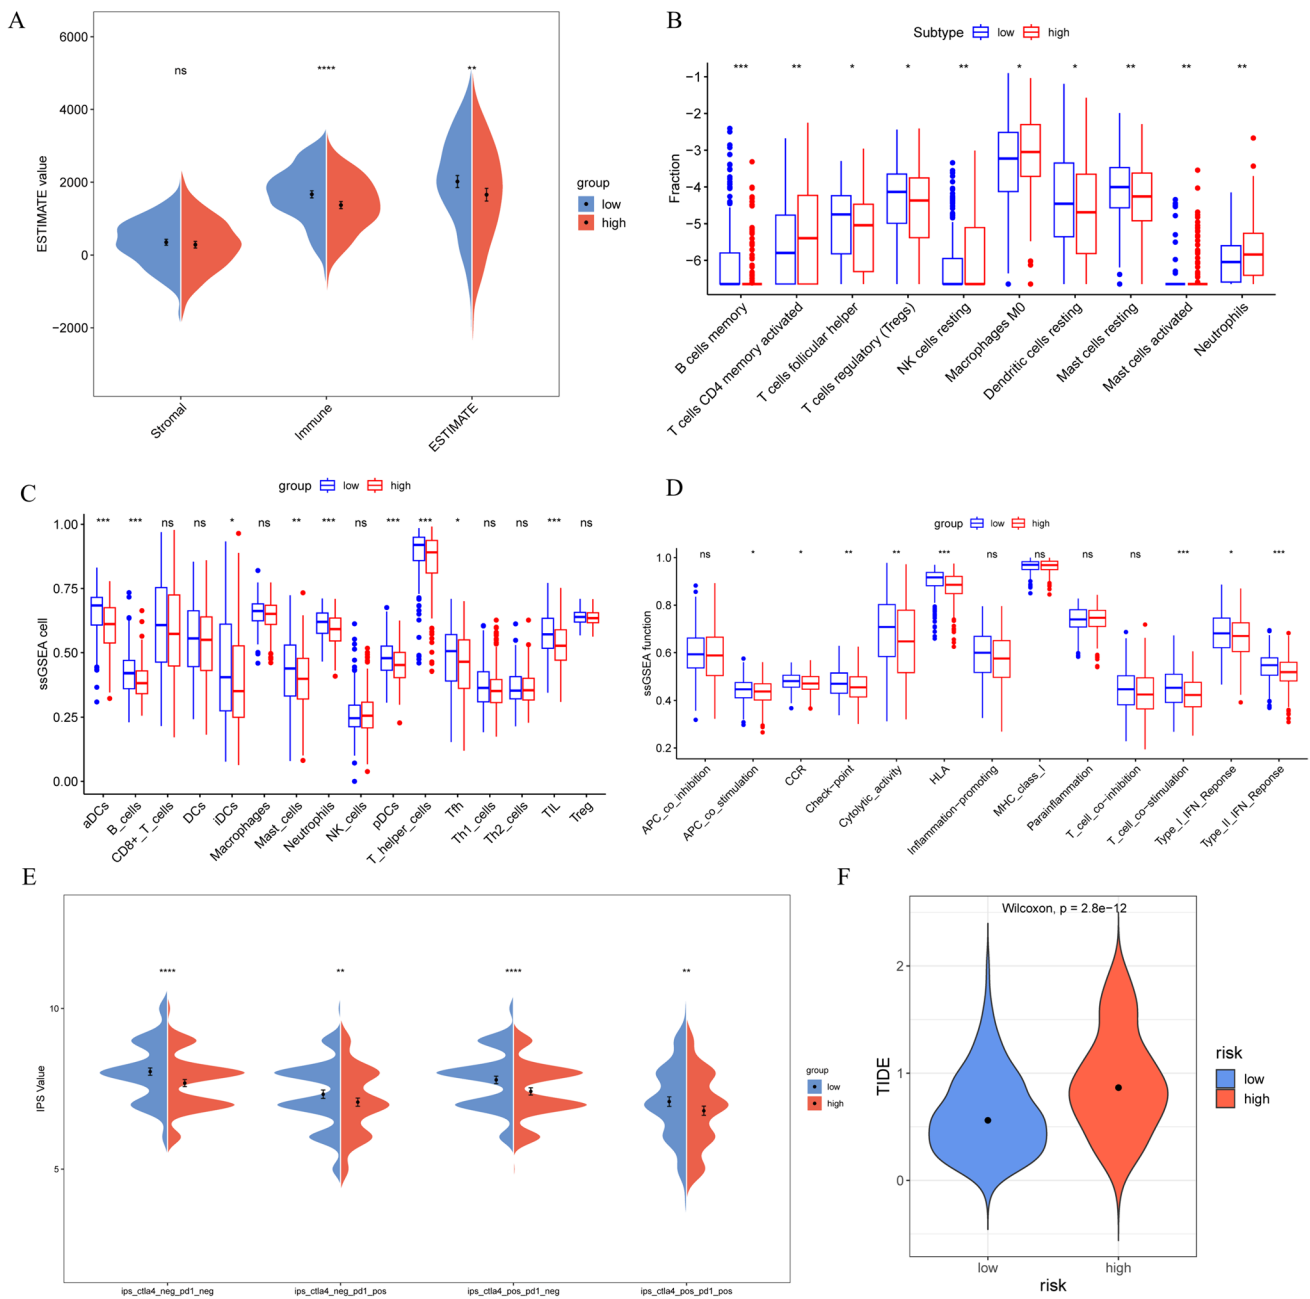 A
6000
4000
2000
0
−2000
ESTIMATE value
ns
****
**
Stromal
Immune
ESTIMATE
group
low
high
B
Subtype low high
−1
−2
−3
−4
−5
−6
Fraction
*** ** * * ** * * ** ** **
B cells memory
T cells CD4 memory activated
T cells follicular helper
T cells regulatory (Tregs)
NK cells resting
Macrophages M0
Dendritic cells resting
Mast cells resting
Mast cells activated
Neutrophils
C
group low high
1.00
0.75
0.50
0.25
0.00
ssGSEA cell
*** *** ns ns * ns ** *** ns *** *** * ns ns *** ns
aDCs
B_cells
CD8+_T_cells
DCs
iDCs
Macrophages
Mast_cells
Neutrophils
NK_cells
pDCs
T_helper_cells
Tfh
Th1_cells
Th2_cells
TIL
Treg
D
group low high
1.0
0.8
0.6
0.4
0.2
ssGSEA function
ns * * ** ** *** ns ns ns ns *** * ***
APC_co_inhibition
APC_co_stimulation
CCR
Check−point
Cytolytic_activity
HLA
Inflammation−promoting
MHC_class_I
Parainflammation
T_cell_co−inhibition
T_cell_co−stimulation
Type_I_IFN_Reponse
Type_II_IFN_Reponse
E
10
5
IPS Value
**** ** **** **
ips_ctla4_neg_pd1_neg
ips_ctla4_neg_pd1_pos
ips_ctla4_pos_pd1_neg
ips_ctla4_pos_pd1_pos
group
low
high
F
Wilcoxon, p = 2.8e−12
2
1
0
TIDE
low
high
risk
risk
low
high